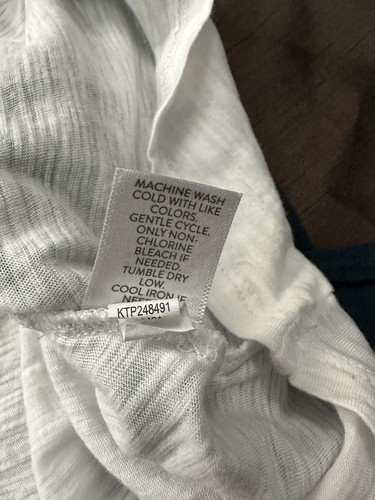 MACHINE WASH
COLD WITH LIKE
COLORS.
GENTLE CYCLE.
ONLY NON-
CHLORINE
BLEACH IF
NEEDED.
TUMBLE DRY
LOW.
COOL IRON IF
KTP248491